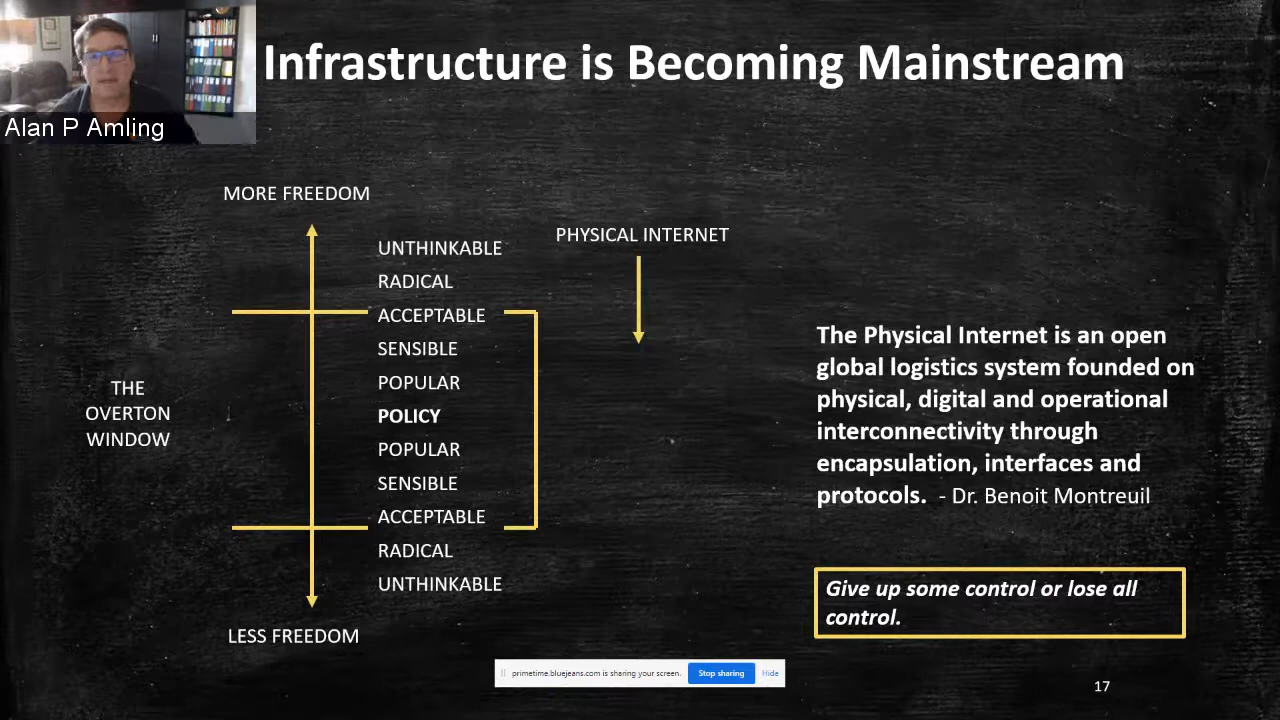 Infrastructure is Becoming Mainstream
Alan P Amling
MORE FREEDOM
PHYSICAL INTERNET
UNTHINKABLE
RADICAL
ACCEPTABLE
SENSIBLE
POPULAR
POLICY
POPULAR
SENSIBLE
ACCEPTABLE
RADICAL
UNTHINKABLE
THE
OVERTON
WINDOW
LESS FREEDOM
The Physical Internet is an open
global logistics system founded on
physical, digital and operational
interconnectivity through
encapsulation, interfaces and
protocols. - Dr. Benoit Montreuil
Give up some control or lose all
control.
primetime.bluejeans.com is sharing your screen. Stop sharing Hide
17